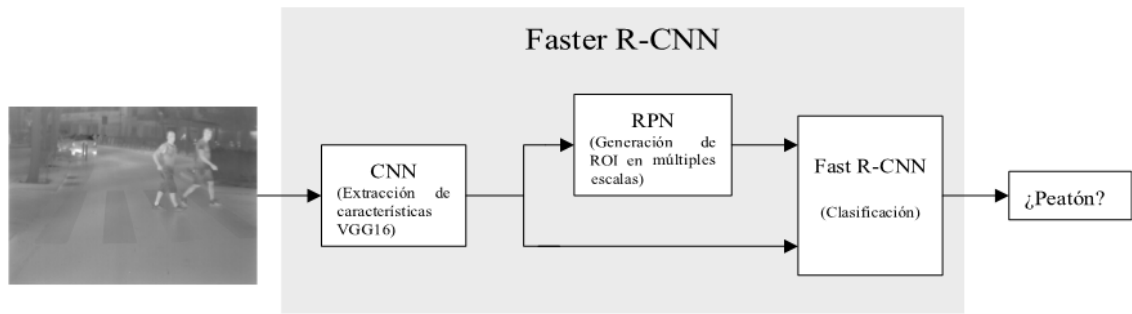 Faster R-CNN
CNN
(Extracción de
características
VGG16)
RPN
(Generación de
ROI en múltiples
escalas)
Fast R-CNN
(Clasificación)
¿Peatón?